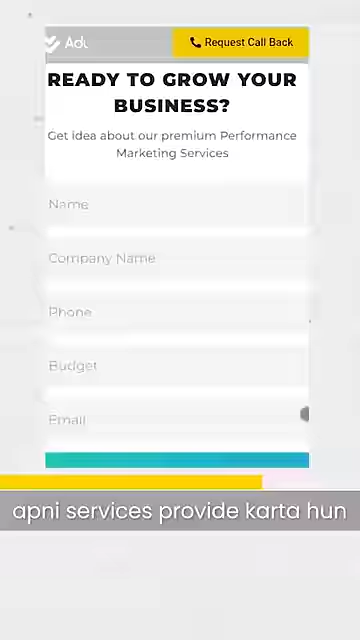 Request Call Back
READY TO GROW YOUR
BUSINESS?
Get idea about our premium Performance
Marketing Services
Name
Company Name
Phone
Budget
Email
apni services provide karta hun